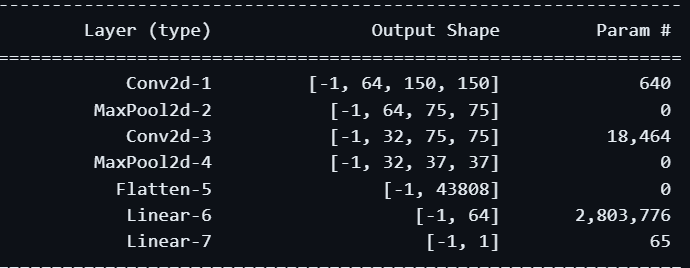 ----------------------------------------------------------------
Layer (type) Output Shape Param #
================================================================
Conv2d-1 [-1, 64, 150, 150] 640
MaxPool2d-2 [-1, 64, 75, 75] 0
Conv2d-3 [-1, 32, 75, 75] 18,464
MaxPool2d-4 [-1, 32, 37, 37] 0
Flatten-5 [-1, 43808] 0
Linear-6 [-1, 64] 2,803,776
Linear-7 [-1, 1] 65
----------------------------------------------------------------